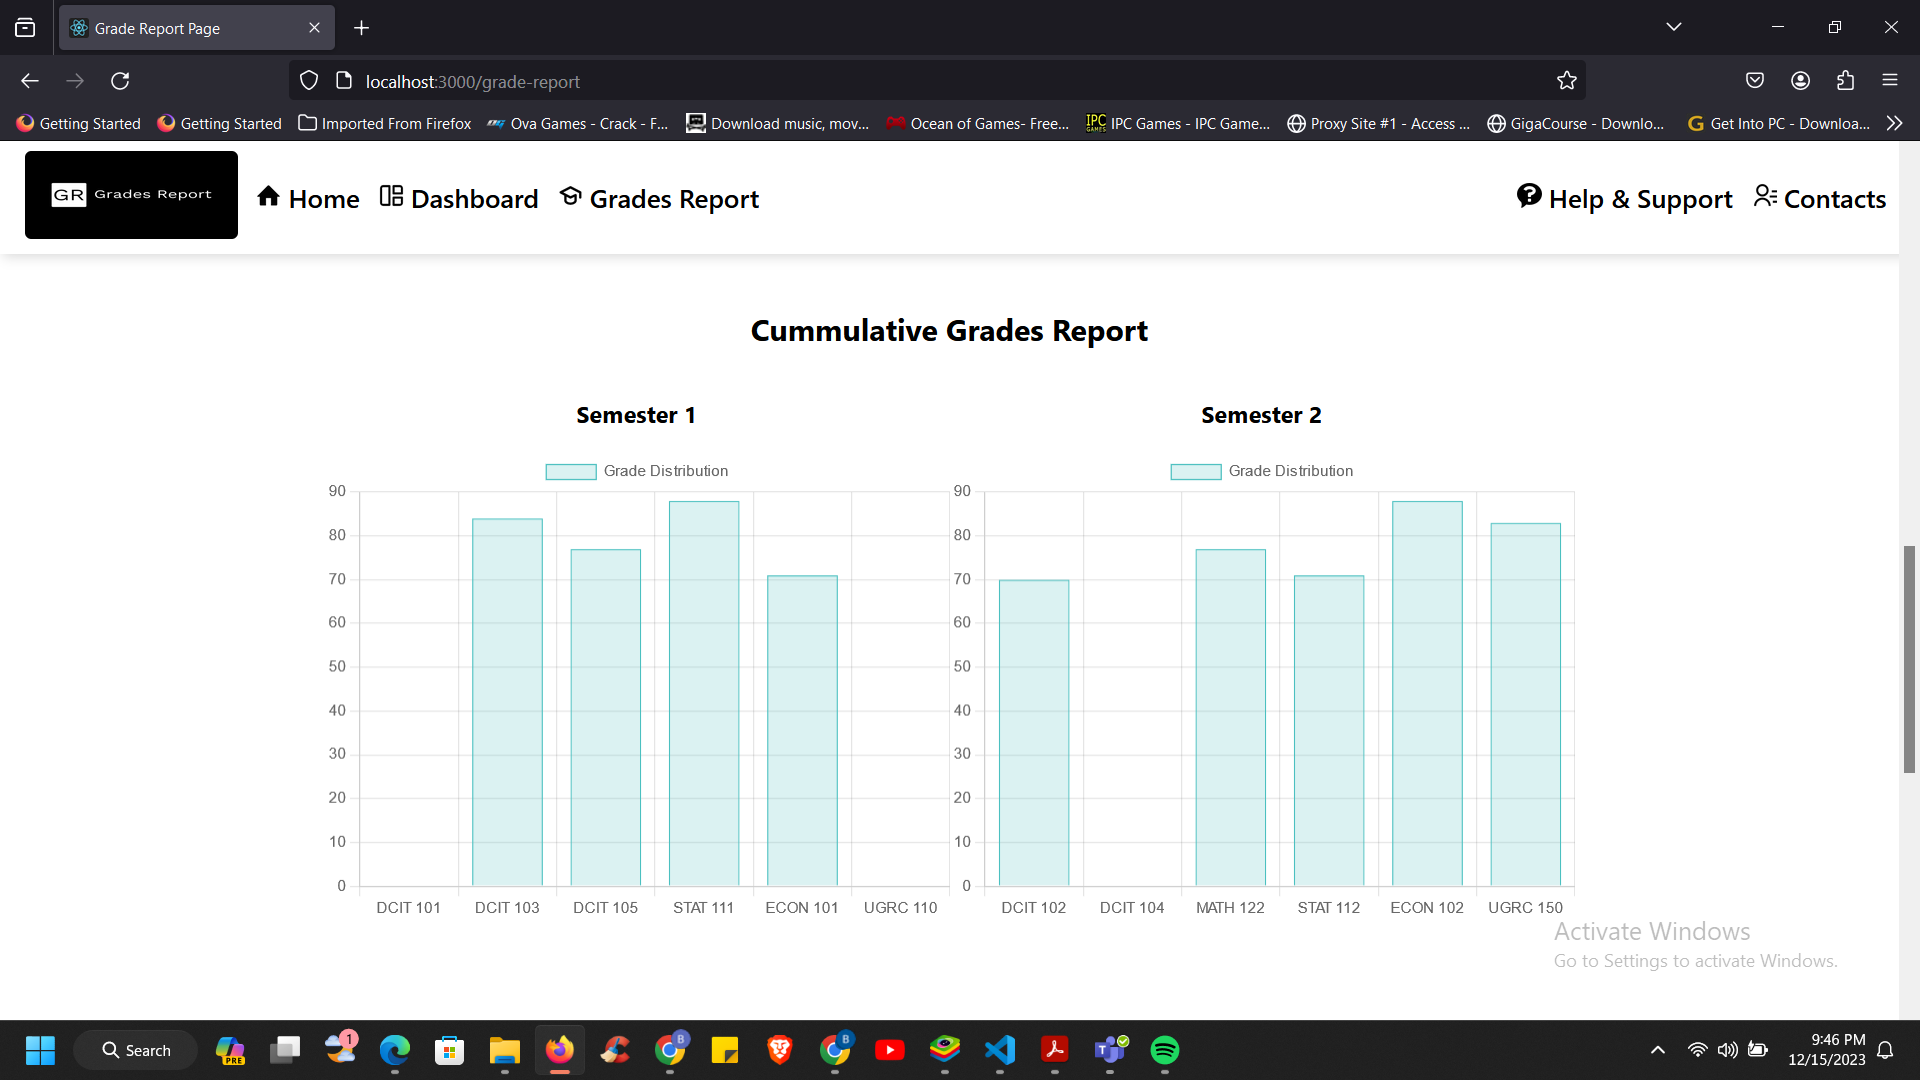 Grade Report Page
localhost:3000/grade-report
Getting Started
Getting Started
Imported From Firefox
Ova Games - Crack - F...
Download music, mov...
Ocean of Games- Free...
IPC GAMES
IPC Games - IPC Game...
Proxy Site #1 - Access ...
GigaCourse - Downlo...
Get Into PC - Downloa...
GR Grades Report
Home
Dashboard
Grades Report
Help & Support
Contacts
Cummulative Grades Report
Semester 1
Grade Distribution
90
80
70
60
50
40
30
20
10
0
DCIT 101 DCIT 103 DCIT 105 STAT 111 ECON 101 UGRC 110
Semester 2
Grade Distribution
90
80
70
60
50
40
30
20
10
0
DCIT 102 DCIT 104 MATH 122 STAT 112 ECON 102 UGRC 150
Activate Windows
Go to Settings to activate Windows.
Search
PRE
1
B
B
9:46 PM
12/15/2023